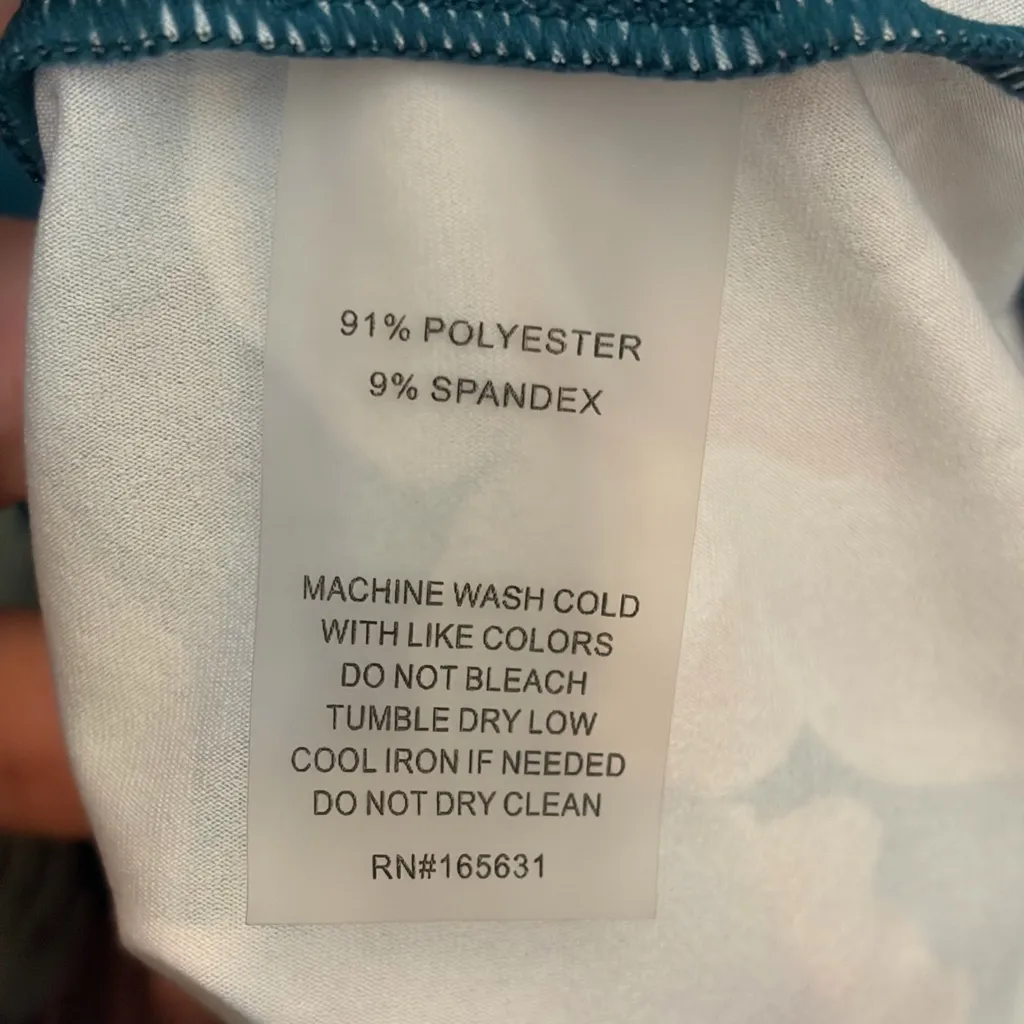 91% POLYESTER
9% SPANDEX
MACHINE WASH COLD
WITH LIKE COLORS
DO NOT BLEACH
TUMBLE DRY LOW
COOL IRON IF NEEDED
DO NOT DRY CLEAN
RN#165631